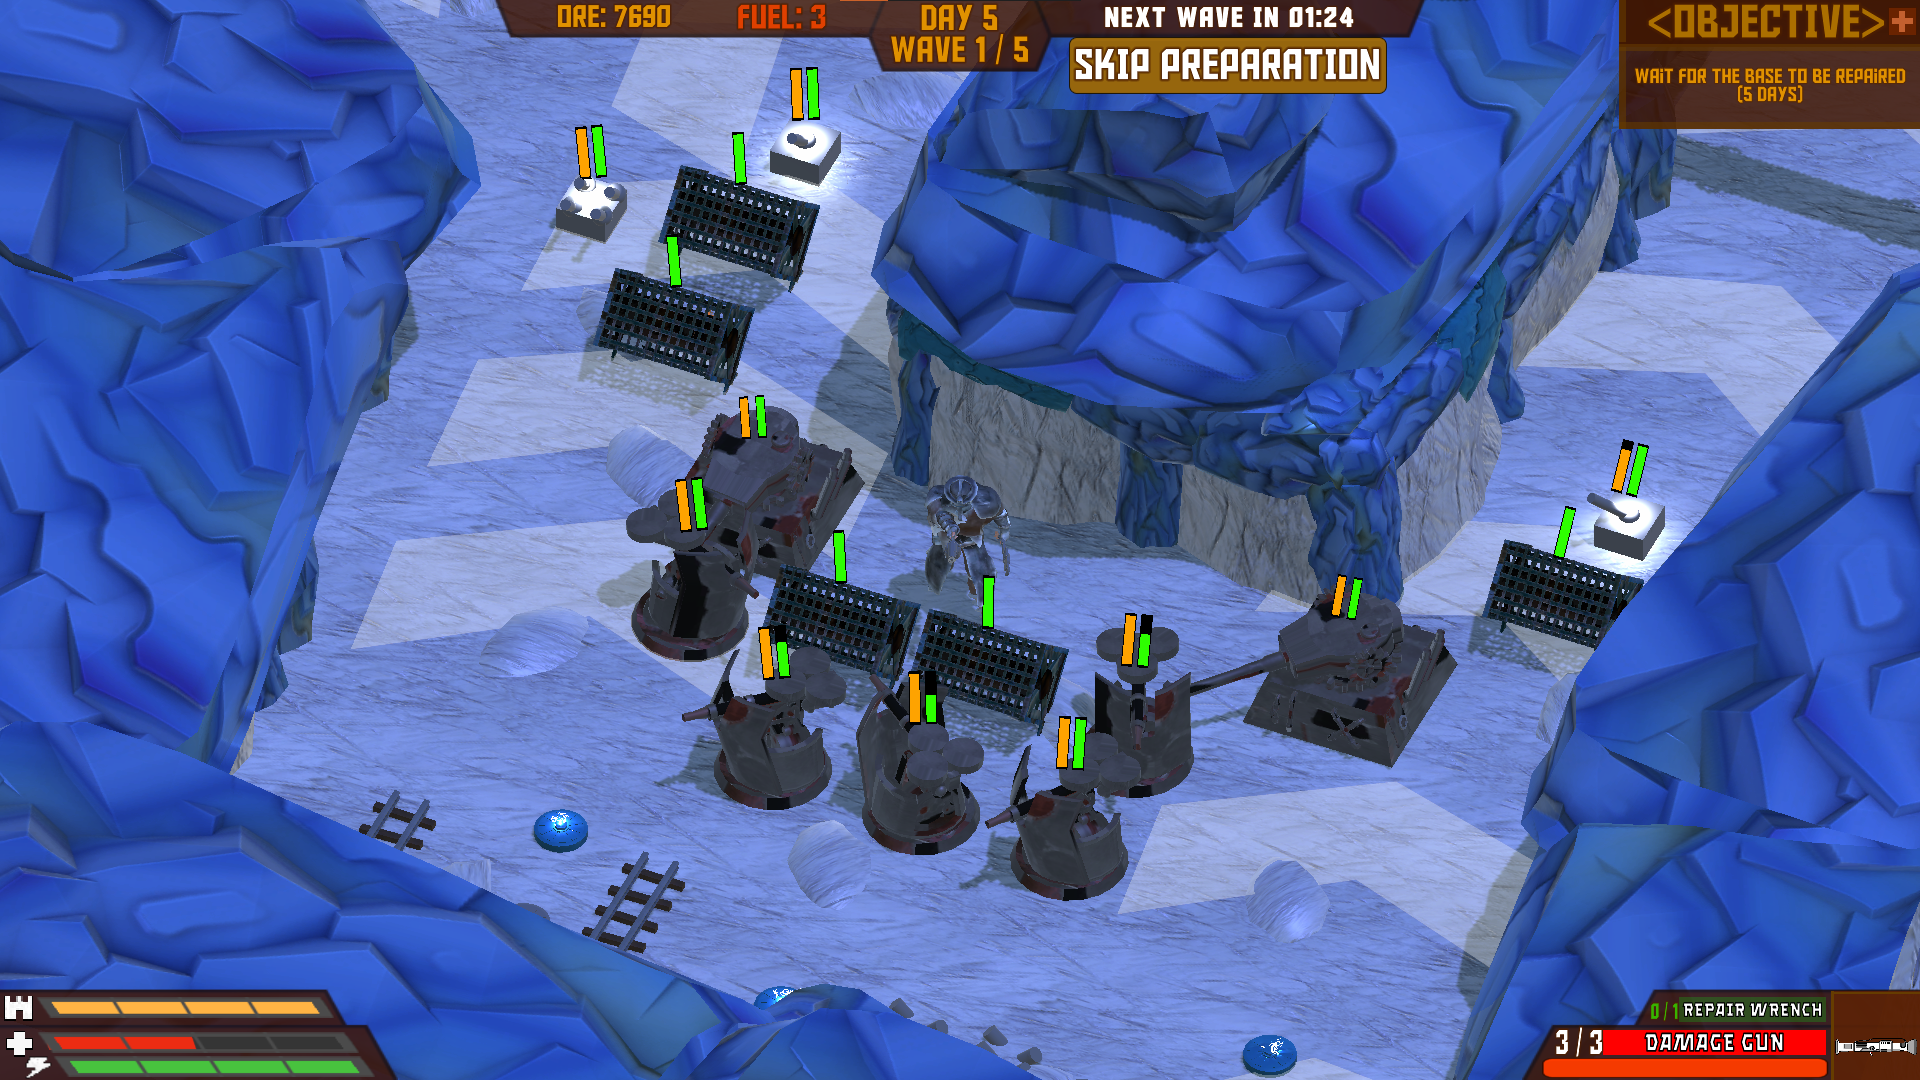 ORE: 7690
FUEL: 3
DAY 5
WAVE 1 / 5
NEXT WAVE IN 01:24
SKIP PREPARATION
<OBJECTIVE>
WAIT FOR THE BASE TO BE REPAIRED
(5 DAYS)
0/1 REPAIR WRENCH
3/3 DAMAGE GUN